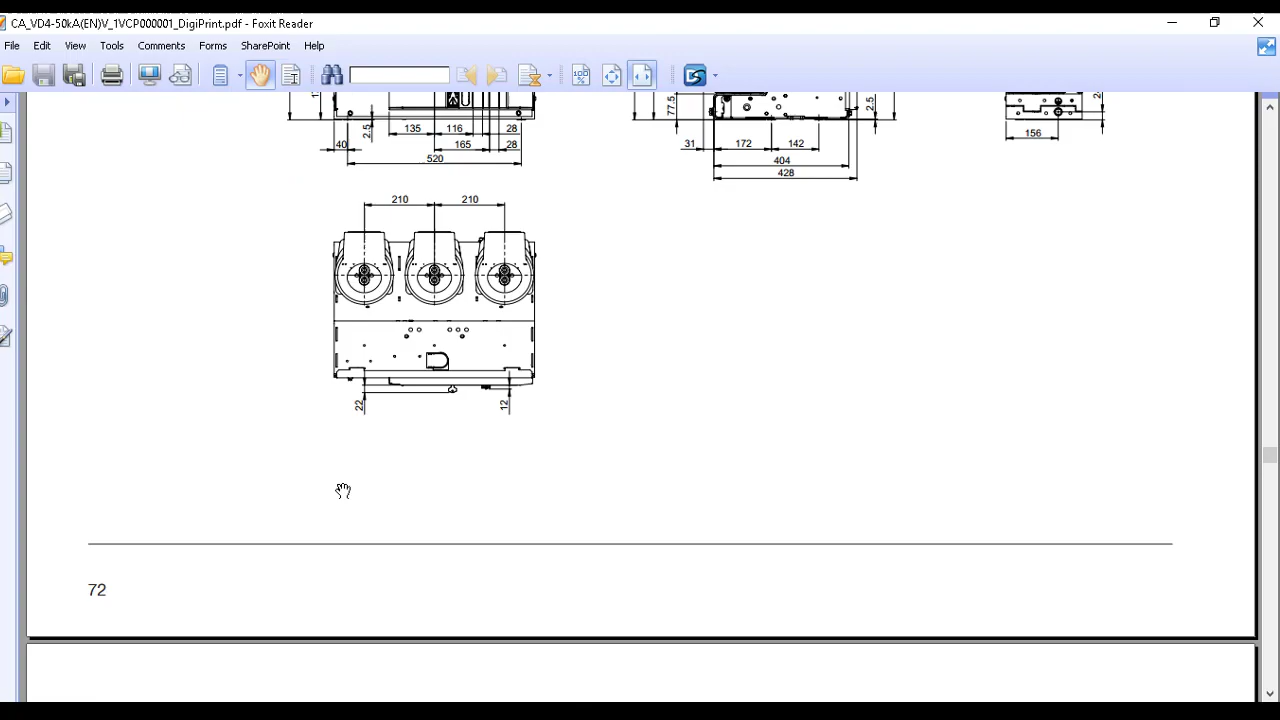 CA_VD4-50kA(EN)V_1VCP000001_DigiPrint.pdf - Foxit Reader
File Edit View Tools Comments Forms SharePoint Help
100
%
U
77.5
2.5
135 116 28
2.5
40 165 28
520
31 172 142
404
428
156
210 210
22
12
72